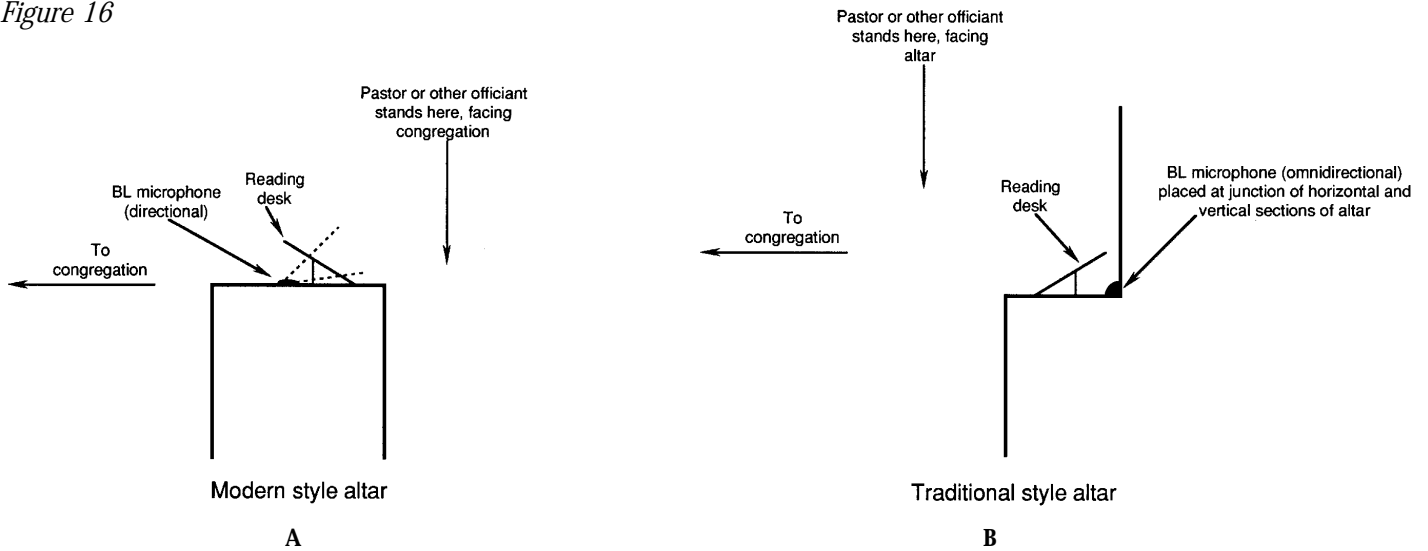 Figure 16
Pastor or other officiant
stands here, facing
congregation
Reading
desk
BL microphone
(directional)
To
congregation
Modern style altar
A
Pastor or other officiant
stands here, facing
altar
BL microphone (omnidirectional)
placed at junction of horizontal and
vertical sections of altar
Reading
desk
To
congregation
Traditional style altar
B